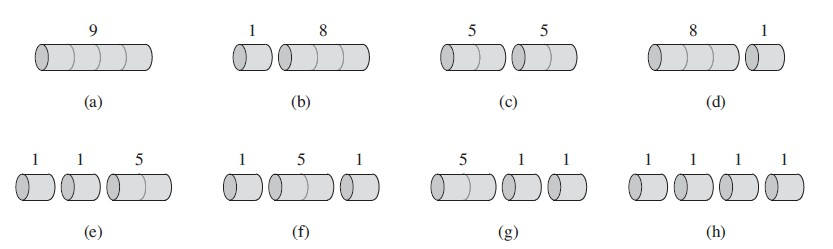 9 1 8 5 5 8 1
(a) (b) (c) (d)
1 1 5 1 5 1 5 1 1 1 1 1 1
(e) (f) (g) (h)